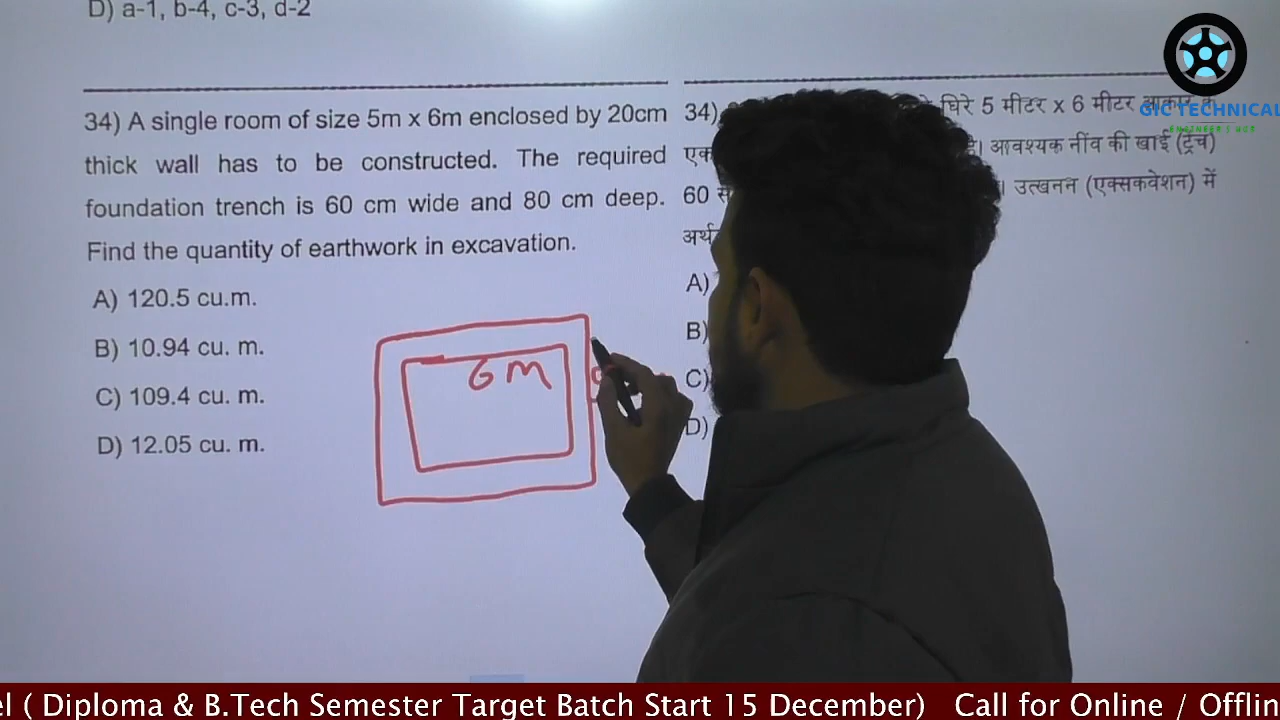 D) a-1, b-4, c-3, d-2
34) A single room of size 5m x 6m enclosed by 20cm
thick wall has to be constructed. The required
foundation trench is 60 cm wide and 80 cm deep.
Find the quantity of earthwork in excavation.
A) 120.5 cu.m.
B) 10.94 cu. m.
C) 109.4 cu. m.
D) 12.05 cu. m.
6m
34)
घिरे 5 मीटर x 6 मीटर
एक
आवश्यक नींव की खाई (ट्रेंच)
60
उत्खनन (एक्सकवेशन) में
अर्थ
A)
B)
C)
D)
GIC TECHNICAL
ENGINEER | HUB
el ( Diploma & B.Tech Semester Target Batch Start 15 December) Call for Online / Offlin